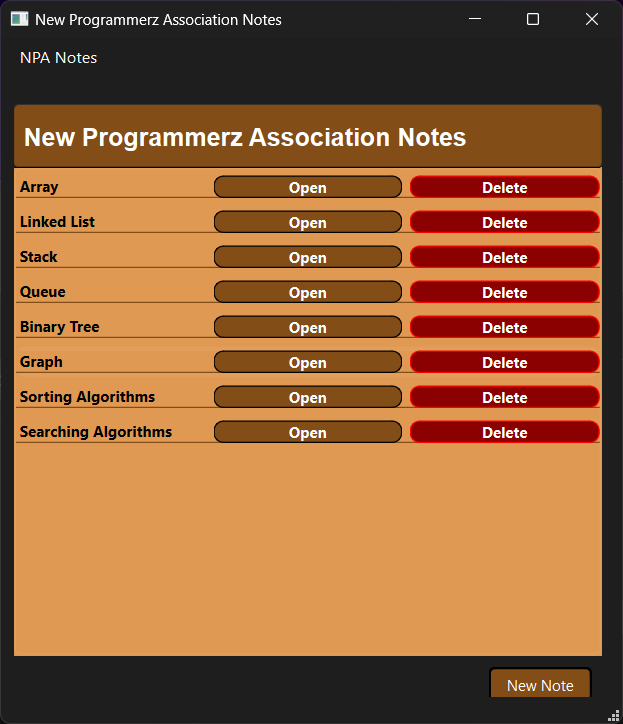 New Programmerz Association Notes
NPA Notes
New Programmerz Association Notes
Array Open Delete
Linked List Open Delete
Stack Open Delete
Queue Open Delete
Binary Tree Open Delete
Graph Open Delete
Sorting Algorithms Open Delete
Searching Algorithms Open Delete
New Note